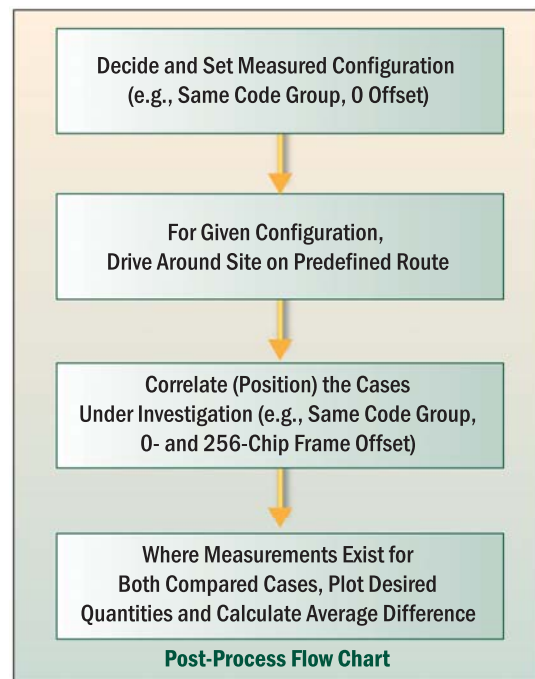 Decide and Set Measured Configuration
(e.g., Same Code Group, 0 Offset)
For Given Configuration,
Drive Around Site on Predefined Route
Correlate (Position) the Cases
Under Investigation (e.g., Same Code Group,
0- and 256-Chip Frame Offset)
Where Measurements Exist for
Both Compared Cases, Plot Desired
Quantities and Calculate Average Difference
Post-Process Flow Chart